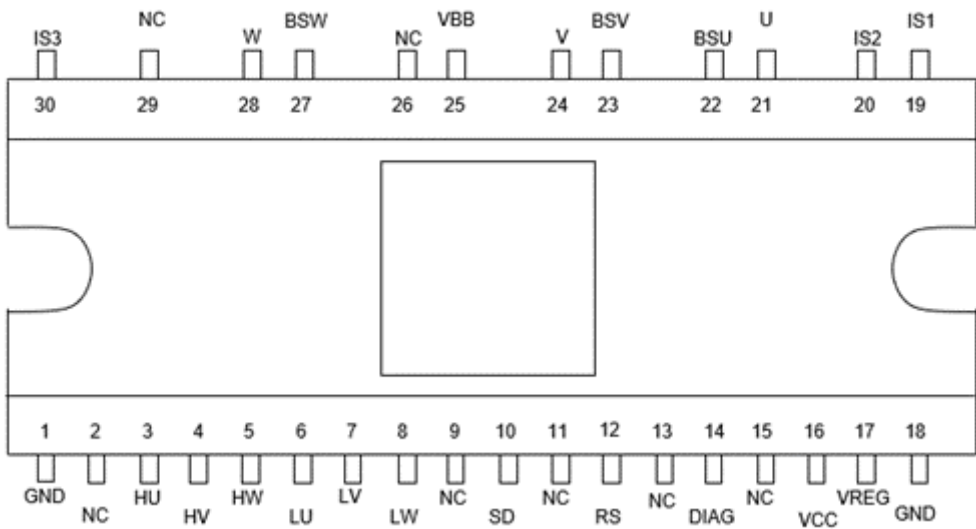 NC BSW VBB BSV U IS1
IS3 W NC V BSU IS2
30 29 28 27 26 25 24 23 22 21 20 19
1 2 3 4 5 6 7 8 9 10 11 12 13 14 15 16 17 18
GND HU HW LV NC NC NC NC VREG
NC HV LU LW SD RS DIAG VCC GND